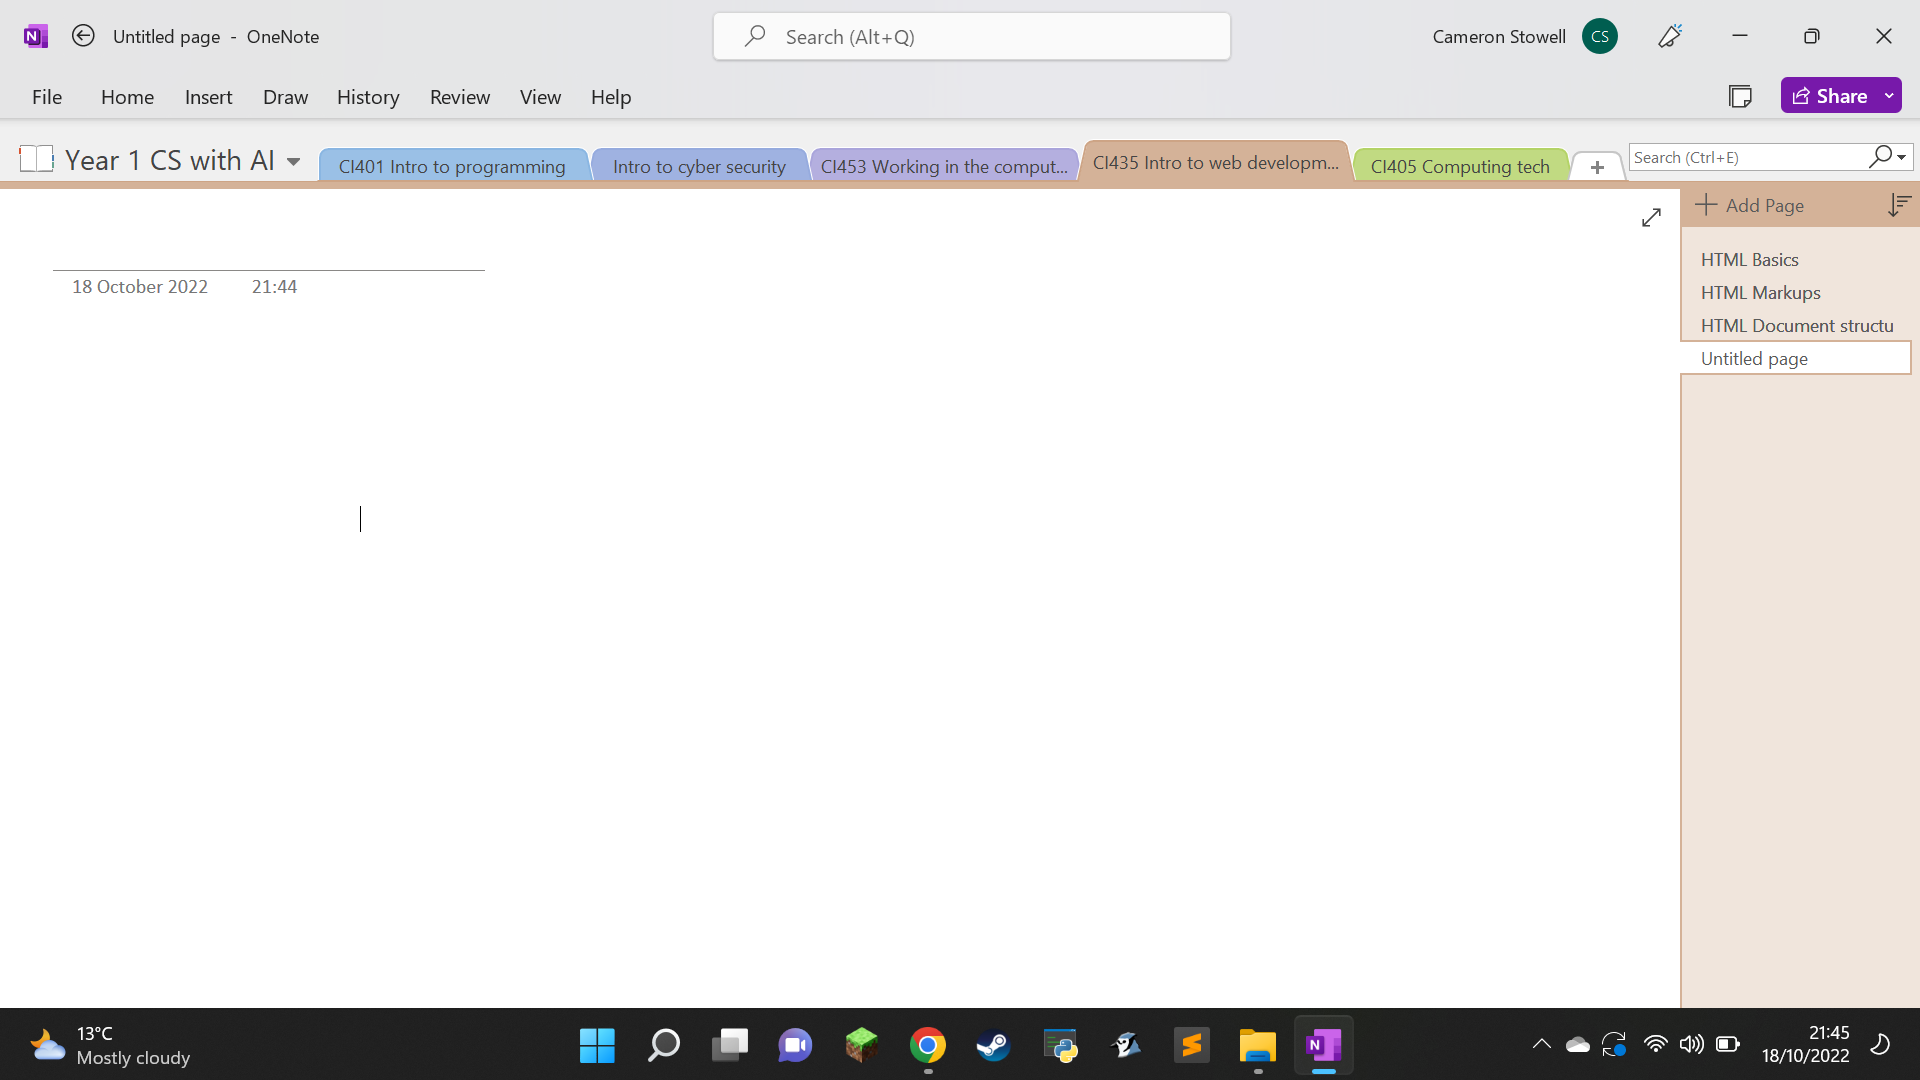 Untitled page - OneNote
Search (Alt+Q)
Cameron Stowell
CS
File Home Insert Draw History Review View Help
Share
Year 1 CS with AI
CI401 Intro to programming
Intro to cyber security
CI453 Working in the comput...
CI435 Intro to web developm...
CI405 Computing tech
Search (Ctrl+E)
Add Page
18 October 2022 21:44
HTML Basics
HTML Markups
HTML Document structu
Untitled page
13°C
Mostly cloudy
21:45
18/10/2022